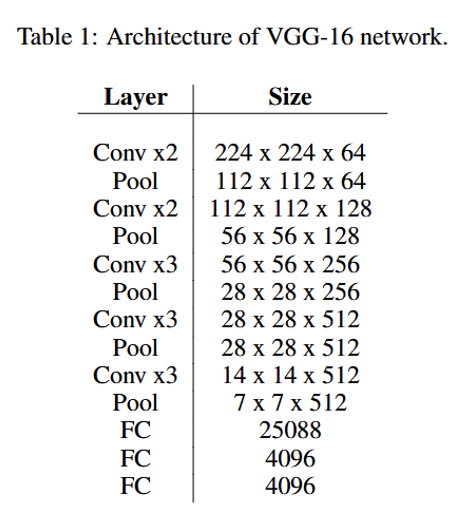 Table 1: Architecture of VGG-16 network.
Layer Size
Conv x2 224 x 224 x 64
Pool 112 x 112 x 64
Conv x2 112 x 112 x 128
Pool 56 x 56 x 128
Conv x3 56 x 56 x 256
Pool 28 x 28 x 256
Conv x3 28 x 28 x 512
Pool 28 x 28 x 512
Conv x3 14 x 14 x 512
Pool 7 x 7 x 512
FC 25088
FC 4096
FC 4096